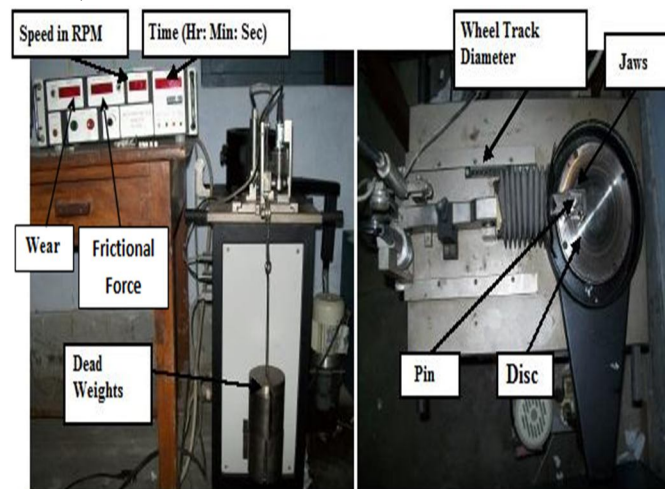 Speed in RPM
Time (Hr: Min: Sec)
Wear
Frictional
Force
Dead
Weights
Wheel Track
Diameter
Jaws
Pin
Disc